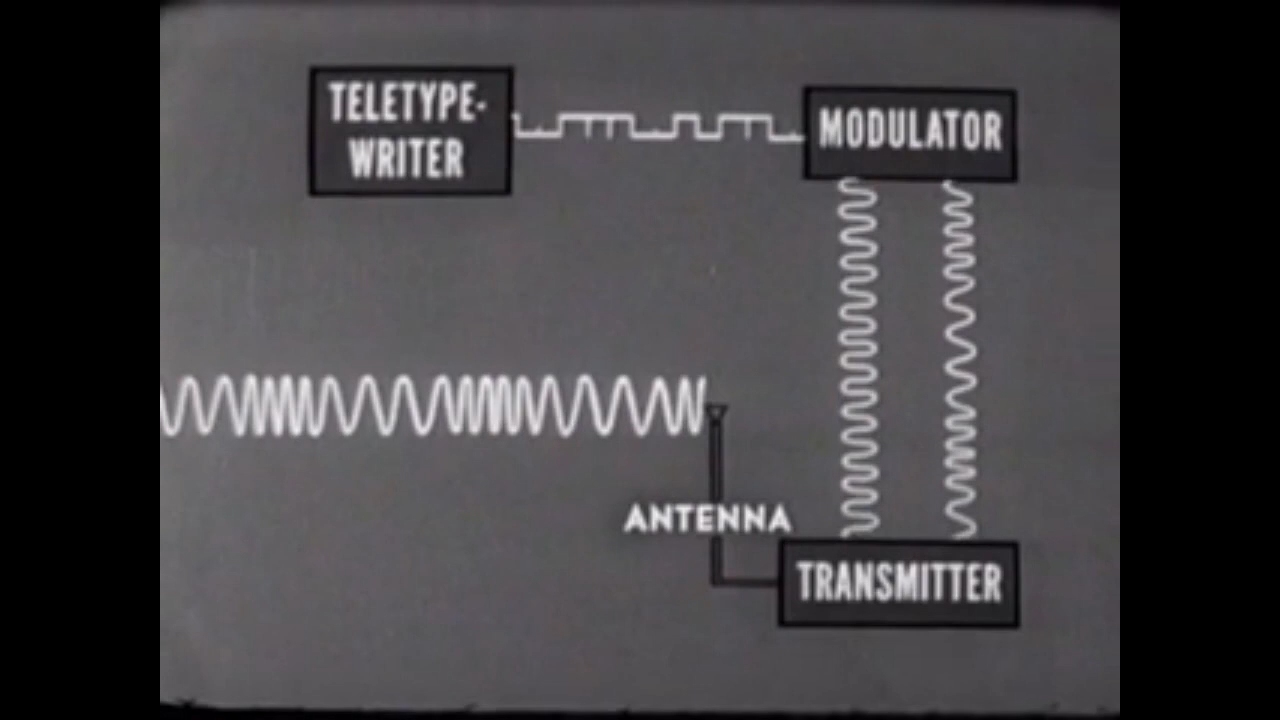 TELETYPE-
WRITER
MODULATOR
ANTENNA
TRANSMITTER